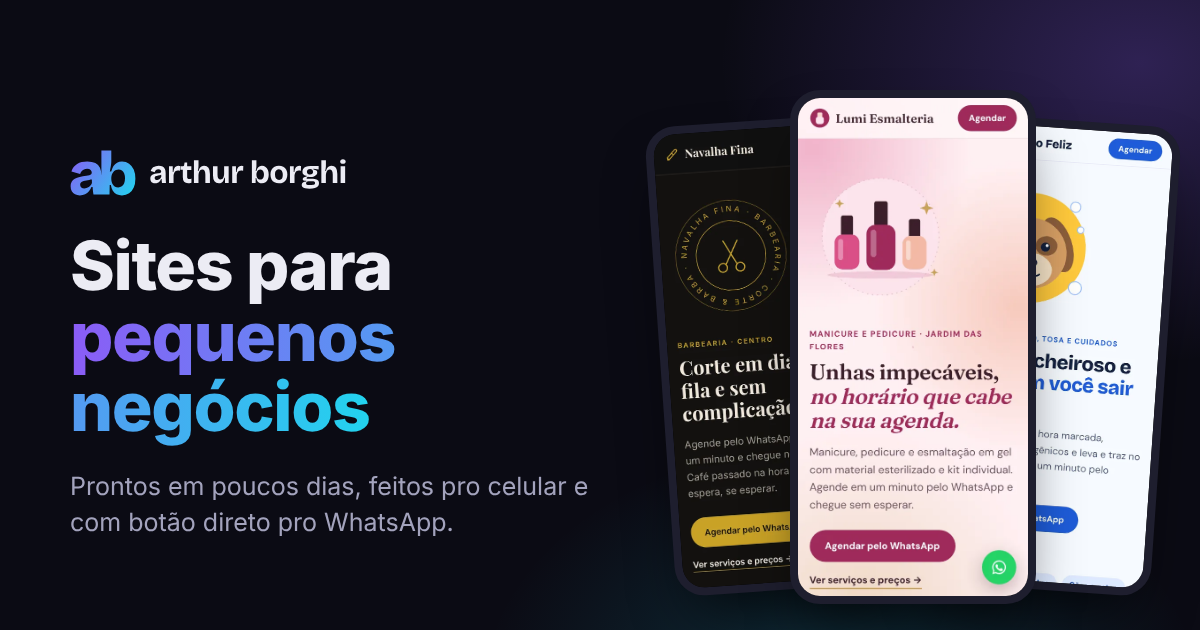 ab arthur borghi
Sites para
pequenos
negócios
Prontos em poucos dias, feitos pro celular e
com botão direto pro WhatsApp.
Navalha Fina
NAVALHA FINA · BARBEARIA · CORTE & BARBA ·
BARBEARIA · CENTRO
Corte em dia
fila e sem
complicação
Agende pelo WhatsApp
um minuto e chegue n
Café passado na hora
espera, se esperar.
Agendar pelo Whats
Ver serviços e preços
Lumi Esmalteria
Agendar
MANICURE E PEDICURE · JARDIM DAS
FLORES
Unhas impecáveis,
no horário que cabe
na sua agenda.
Manicure, pedicure e esmaltação em gel
com material esterilizado e kit individual.
Agende em um minuto pelo WhatsApp e
chegue sem esperar.
Agendar pelo WhatsApp
Ver serviços e preços →
o Feliz
Agendar
, TOSA E CUIDADOS
cheiroso e
você sair
hora marcada,
gênicos e leva e traz no
um minuto pelo
tsApp